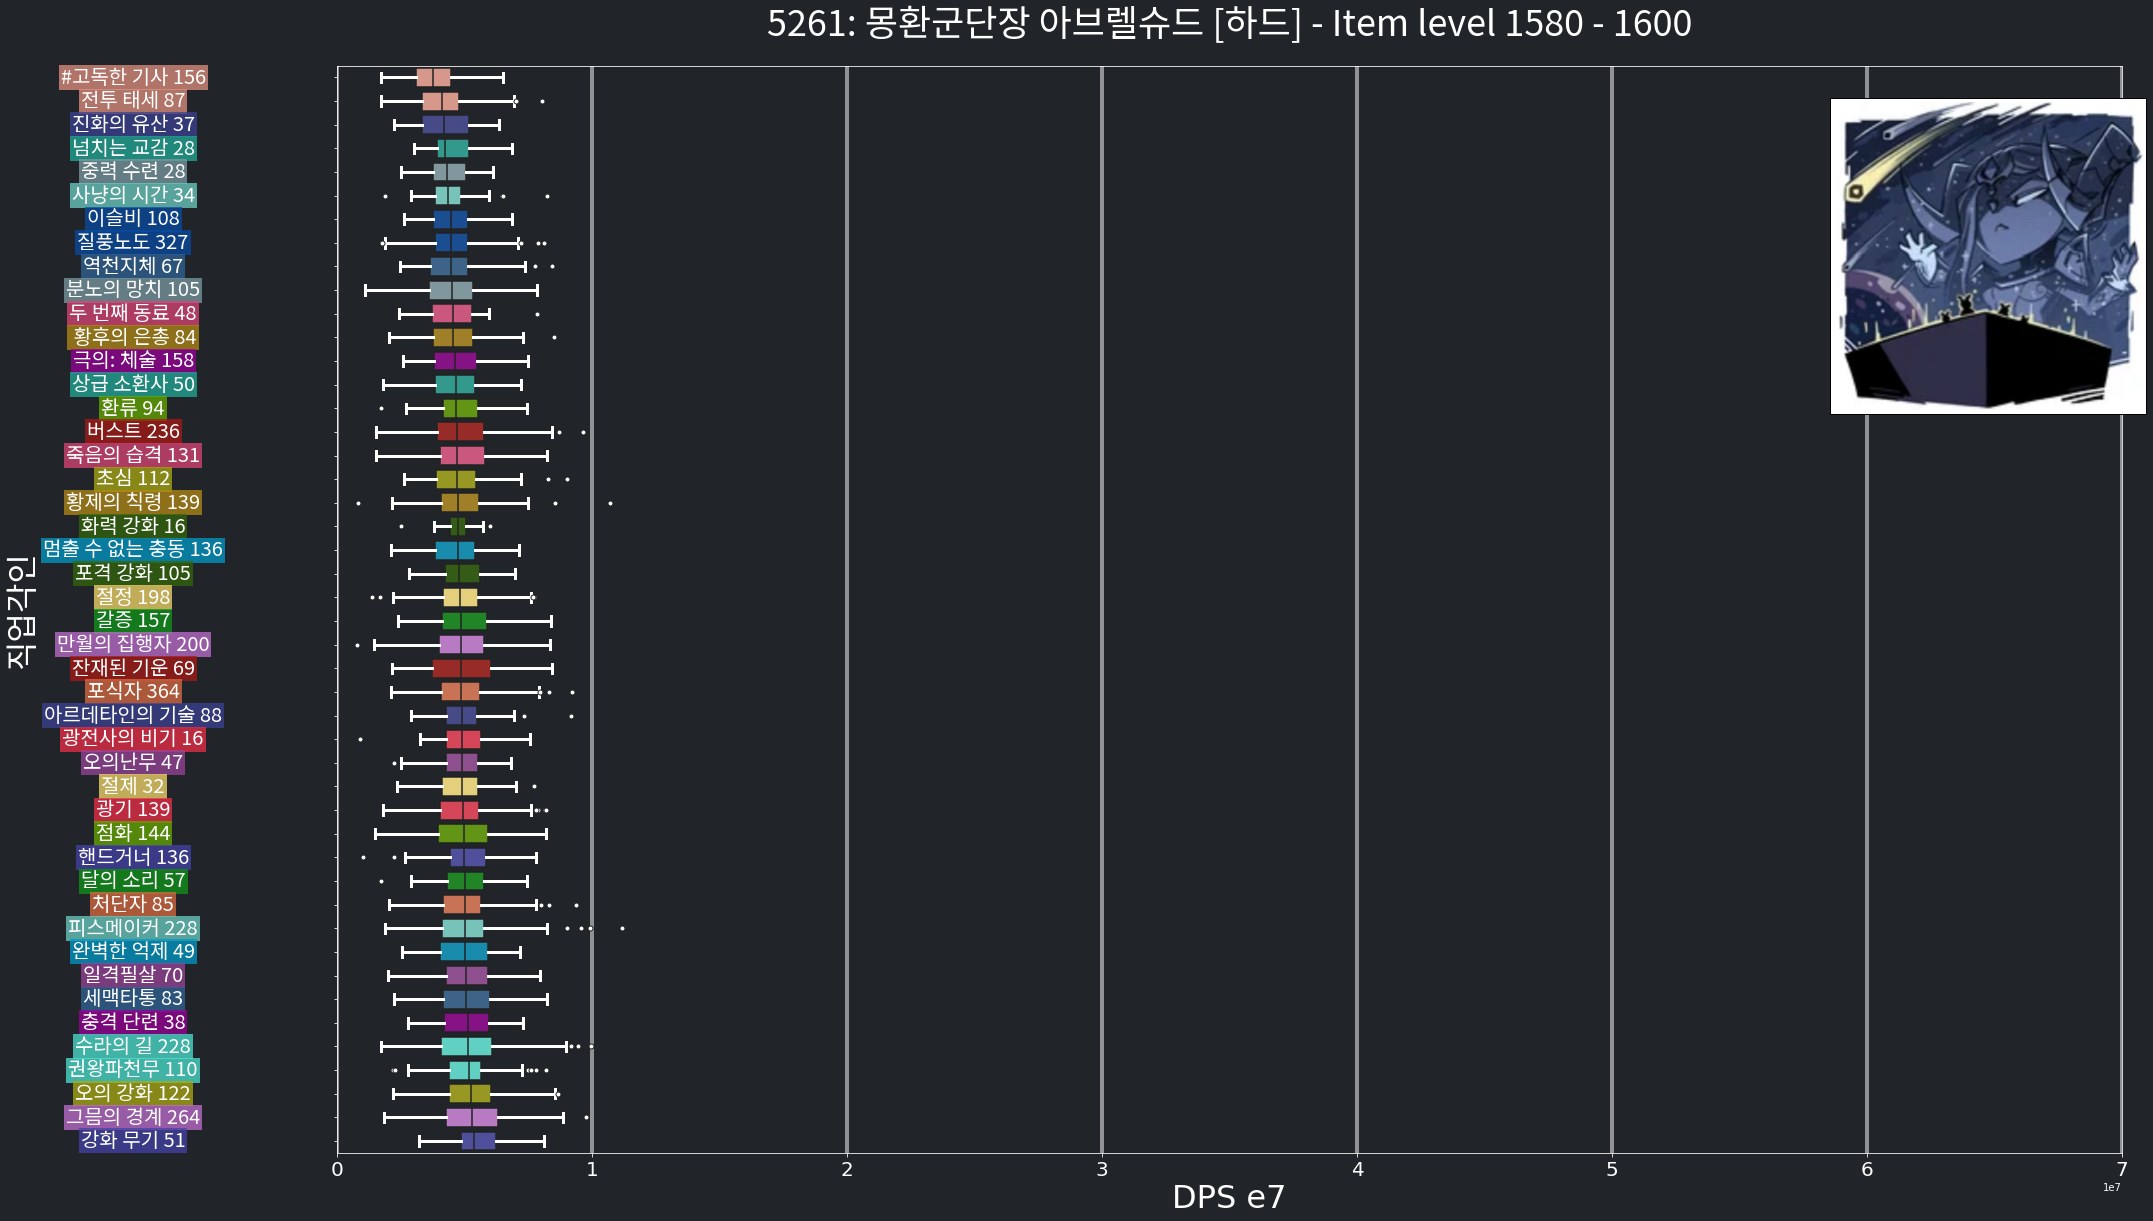 5261: 몽환군단장 아브렐슈드 [하드] - Item level 1580 - 1600
#고독한 기사 156
전투 태세 87
진화의 유산 37
넘치는 교감 28
중력 수련 28
사냥의 시간 34
이슬비 108
질풍노도 327
역천지체 67
분노의 망치 105
두 번째 동료 48
황후의 은총 84
극의: 체술 158
상급 소환사 50
환류 94
버스트 236
죽음의 습격 131
초심 112
황제의 칙령 139
화력 강화 16
멈출 수 없는 충동 136
포격 강화 105
절정 198
갈증 157
만월의 집행자 200
잔재된 기운 69
포식자 364
아르데타인의 기술 88
광전사의 비기 16
오의난무 47
절제 32
광기 139
점화 144
핸드거너 136
달의 소리 57
처단자 85
피스메이커 228
완벽한 억제 49
일격필살 70
세맥타통 83
충격 단련 38
수라의 길 228
권왕파천무 110
오의 강화 122
그믐의 경계 264
강화 무기 51
직업각인
0 1 2 3 4 5 6 7
1e7
DPS e7